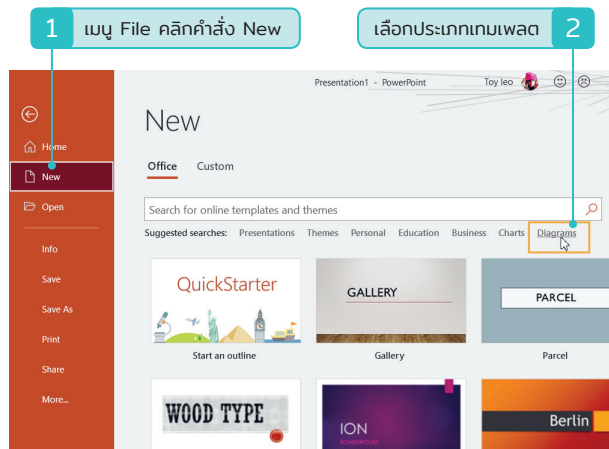 1 เมนู File คลิกคำสั่ง New
เลือกประเภทเทมเพลต 2
Presentation1 - PowerPoint Toy leo
New
Home
New
Open
Info
Save
Save As
Print
Share
More...
Office Custom
Search for online templates and themes
Suggested searches: Presentations Themes Personal Education Business Charts Diagrams
QuickStarter
GALLERY
PARCEL
Start an outline
Gallery
Parcel
WOOD TYPE
ION
BOARDROOM
Berlin